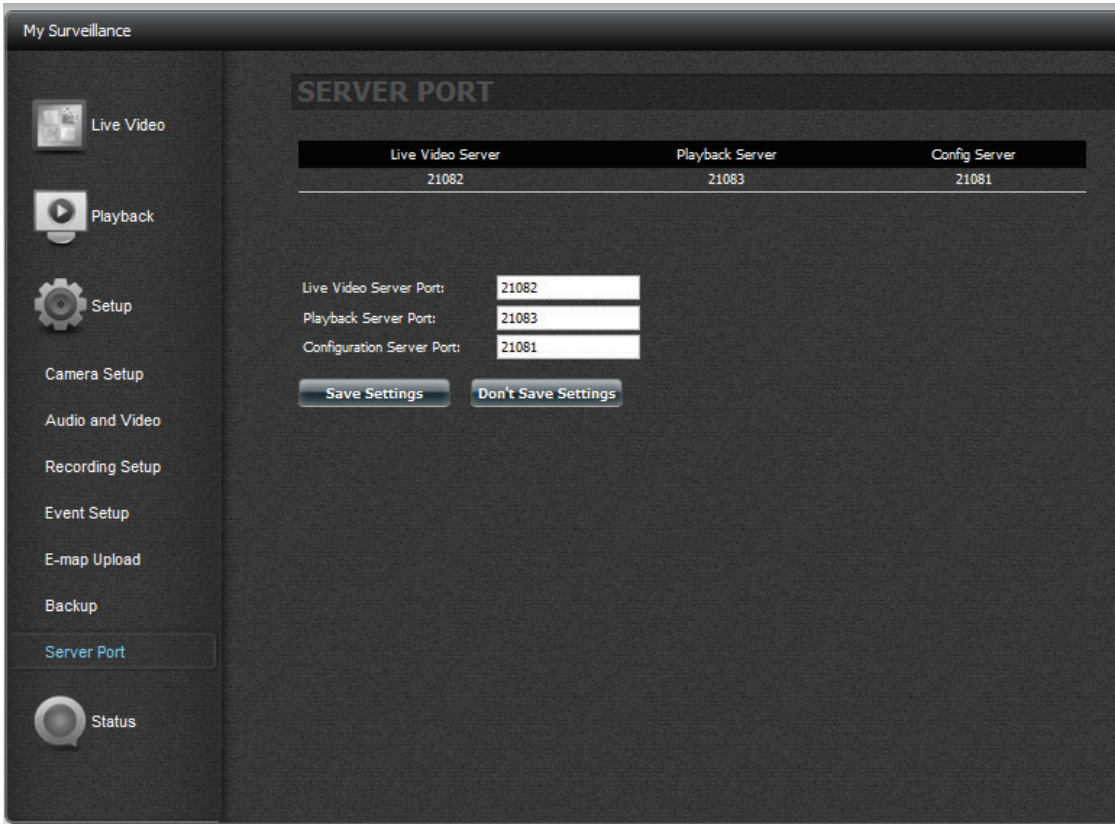 My Surveillance
Live Video
Playback
Setup
Camera Setup
Audio and Video
Recording Setup
Event Setup
E-map Upload
Backup
Server Port
Status
SERVER PORT
Live Video Server Playback Server Config Server
21082 21083 21081
Live Video Server Port: 21082
Playback Server Port: 21083
Configuration Server Port: 21081
Save Settings Don't Save Settings